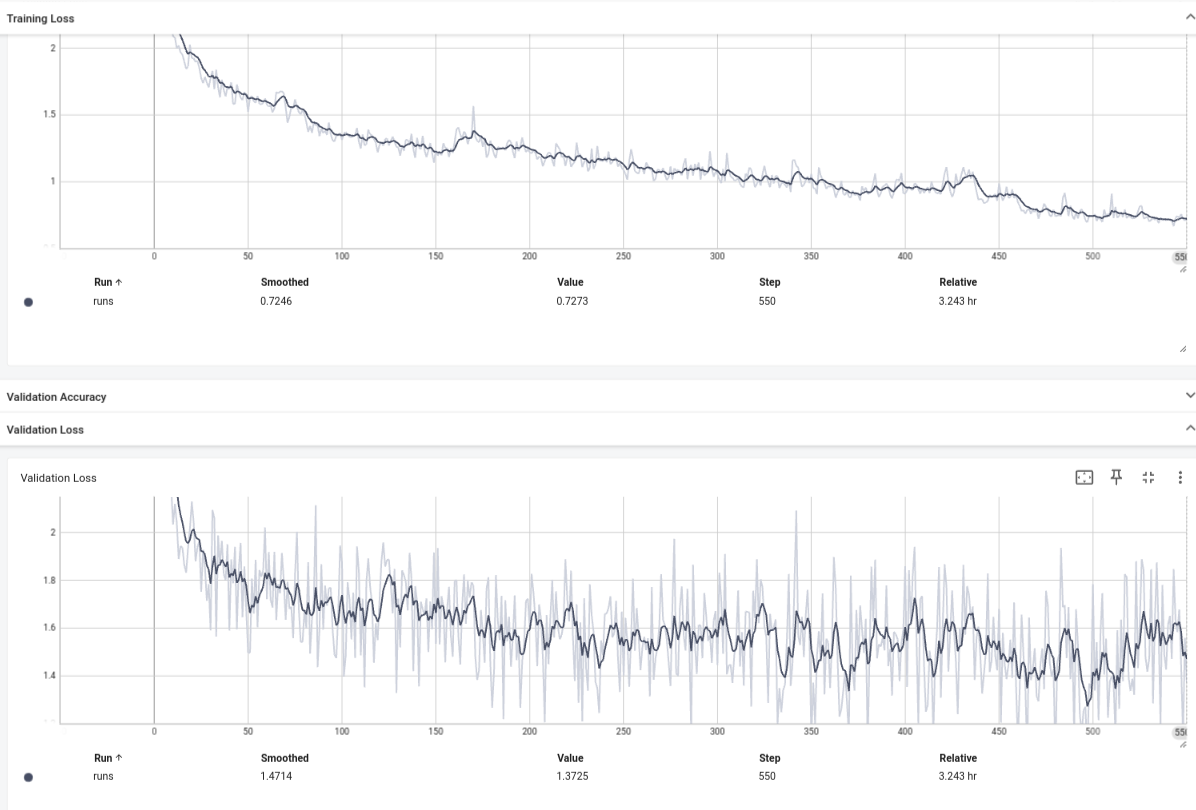 Training Loss
2
1.5
1
0 50 100 150 200 250 300 350 400 450 500 550
Run ↑ Smoothed Value Step Relative
runs 0.7246 0.7273 550 3.243 hr
Validation Accuracy
Validation Loss
Validation Loss
2
1.8
1.6
1.4
0 50 100 150 200 250 300 350 400 450 500 550
Run ↑ Smoothed Value Step Relative
runs 1.4714 1.3725 550 3.243 hr